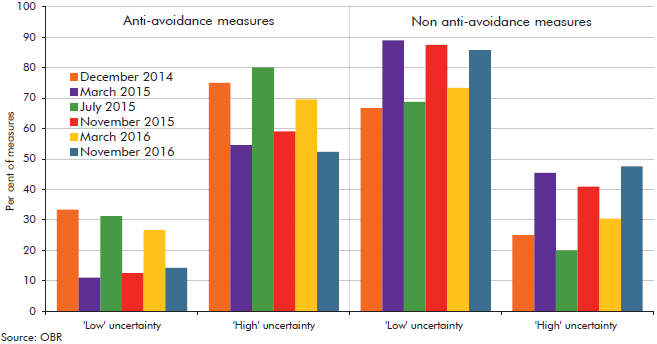 Anti-avoidance measures
Non anti-avoidance measures
Per cent of measures
100
90
80
70
60
50
40
30
20
10
0
December 2014
March 2015
July 2015
November 2015
March 2016
November 2016
'Low' uncertainty
'High' uncertainty
'Low' uncertainty
'High' uncertainty
Source: OBR